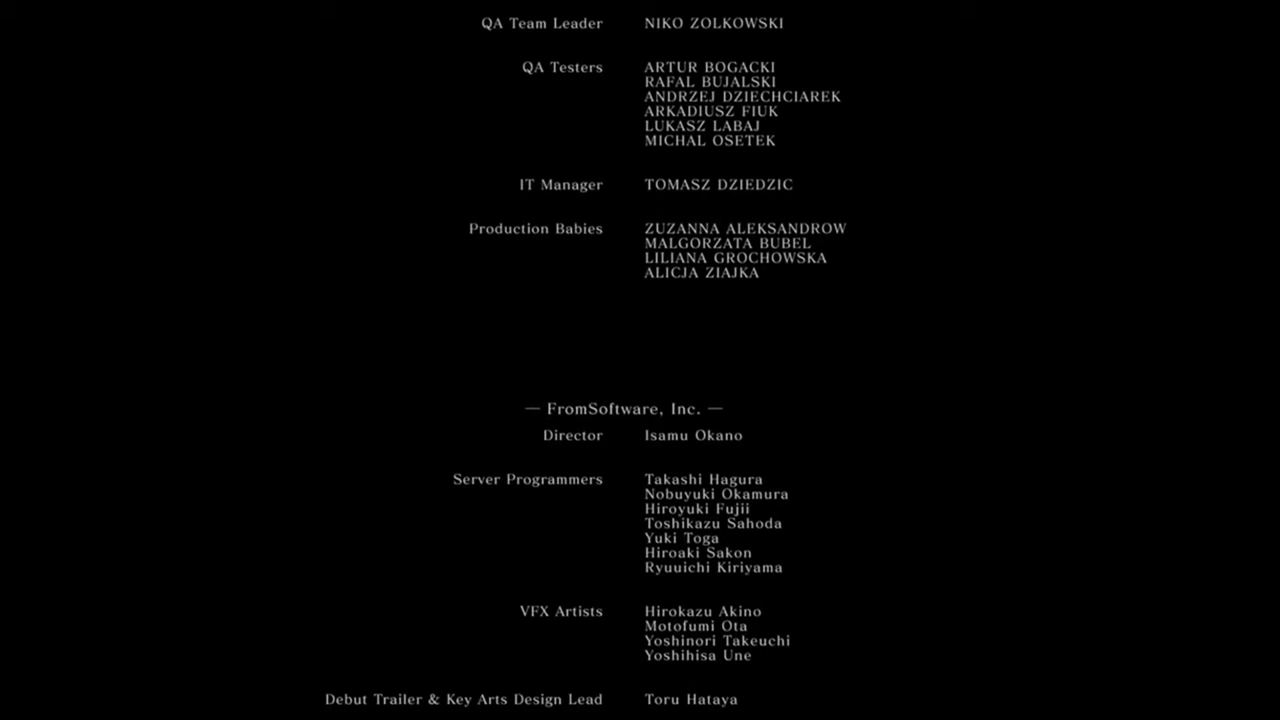 QA Team Leader NIKO ZOLKOWSKI
QA Testers ARTUR BOGACKI
RAFAL BUJALSKI
ANDRZEJ DZIECHCIAREK
ARKADIUSZ FIUK
LUKASZ LABAJ
MICHAL OSETEK
IT Manager TOMASZ DZIEDZIC
Production Babies ZUZANNA ALEKSANDROW
MALGORZATA BUBEL
LILIANA GROCHOWSKA
ALICJA ZIAJKA
— FromSoftware, Inc. —
Director Isamu Okano
Server Programmers Takashi Hagura
Nobuyuki Okamura
Hiroyuki Fujii
Toshikazu Sahoda
Yuki Toga
Hiroaki Sakon
Ryuuichi Kiriyama
VFX Artists Hirokazu Akino
Motofumi Ota
Yoshinori Takeuchi
Yoshihisa Une
Debut Trailer & Key Arts Design Lead Toru Hataya